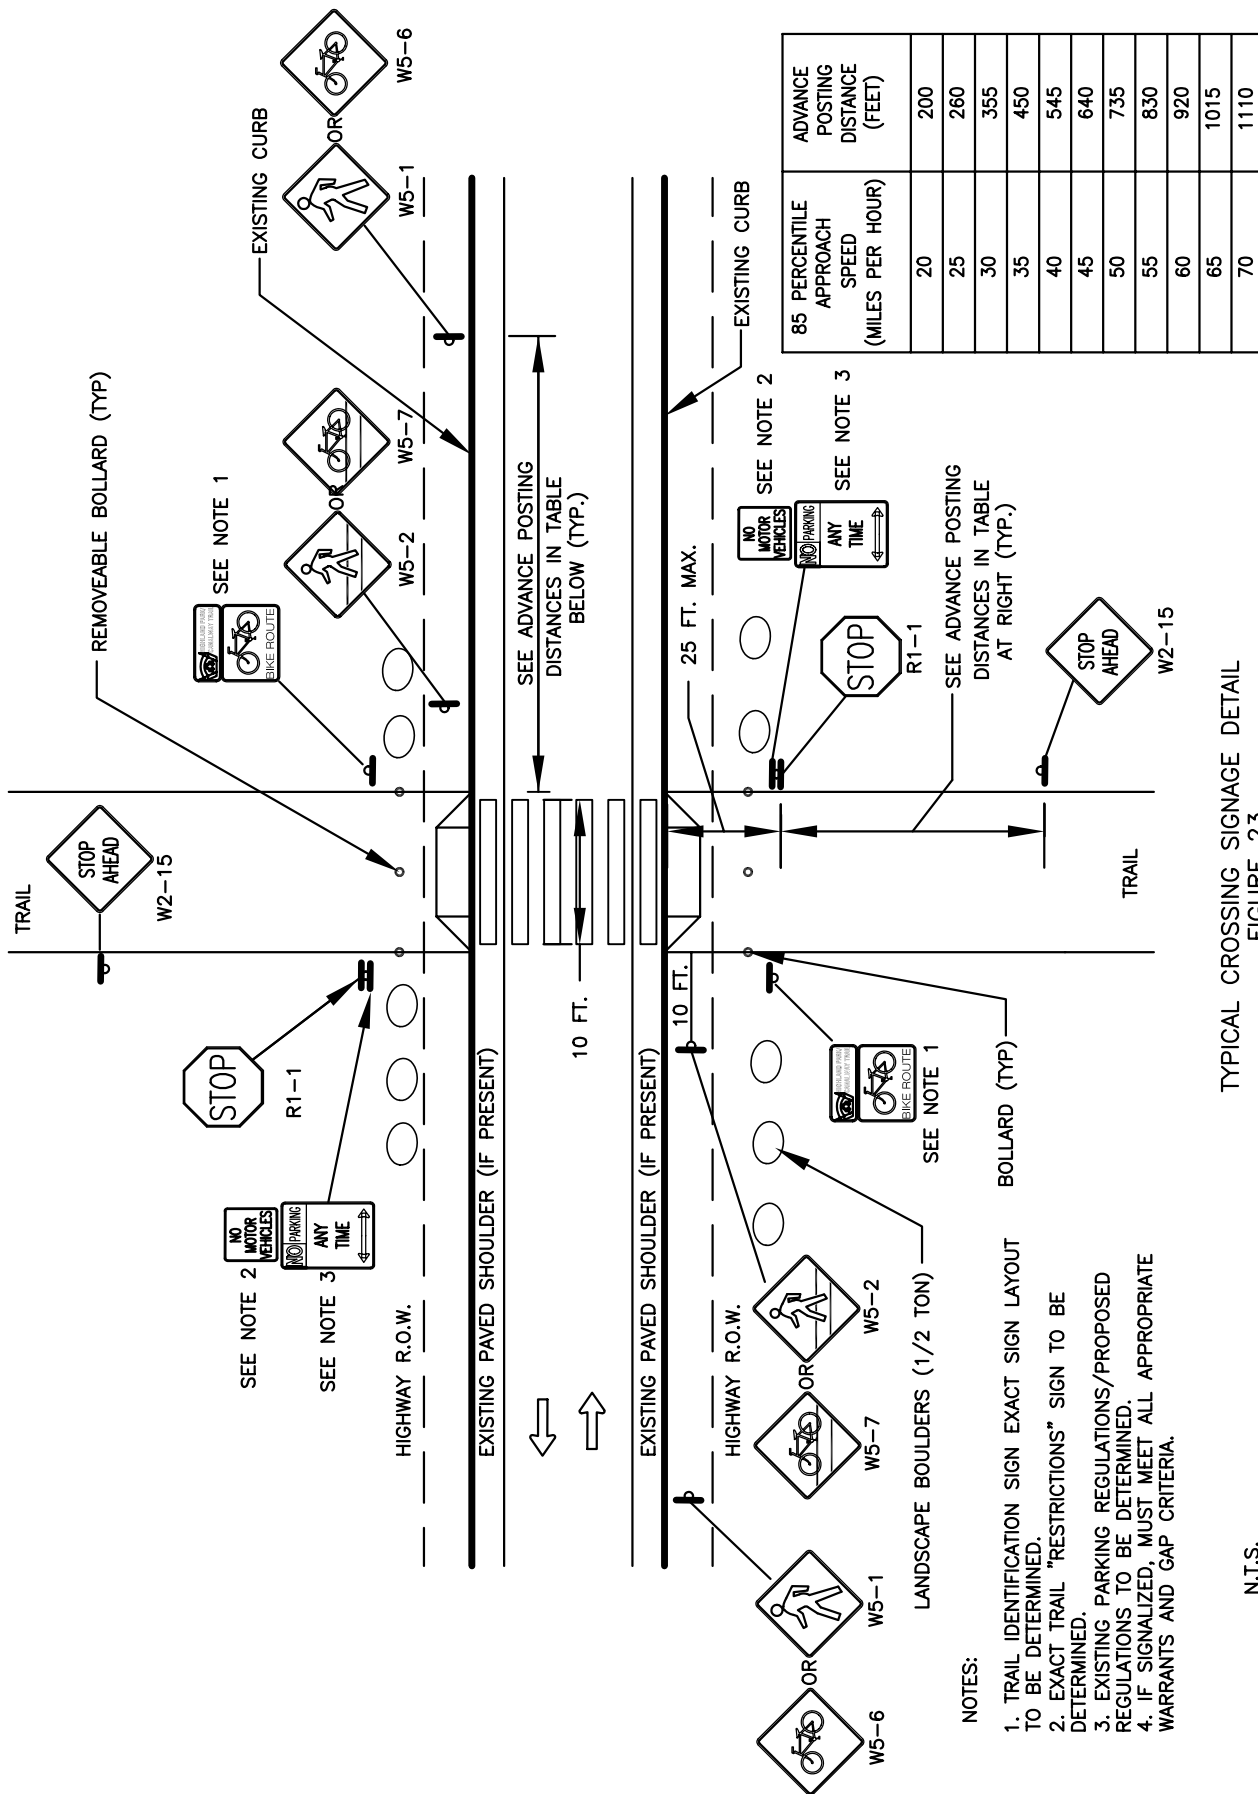 TRAIL
STOP
AHEAD
W2-15
REMOVEABLE BOLLARD (TYP)
EXISTING CURB
STOP
R1-1
BIKE ROUTE
SEE NOTE 1
NO
MOTOR
VEHICLES
SEE NOTE 2
NO PARKING
ANY
TIME
SEE NOTE 3
W5-2
OR
W5-7
W5-1
OR
W5-6
HIGHWAY R.O.W.
EXISTING PAVED SHOULDER (IF PRESENT)
SEE ADVANCE POSTING
DISTANCES IN TABLE
BELOW (TYP.)
10 FT.
EXISTING PAVED SHOULDER (IF PRESENT)
10 FT.
25 FT. MAX.
EXISTING CURB
HIGHWAY R.O.W.
NO
MOTOR
VEHICLES
SEE NOTE 2
NO PARKING
ANY
TIME
SEE NOTE 3
STOP
R1-1
SEE ADVANCE POSTING
DISTANCES IN TABLE
AT RIGHT (TYP.)
STOP
AHEAD
W2-15
TRAIL
BIKE ROUTE
SEE NOTE 1
BOLLARD (TYP)
W5-6
OR
W5-1
W5-7
OR
W5-2
LANDSCAPE BOULDERS (1/2 TON)
85 PERCENTILE
APPROACH
SPEED
(MILES PER HOUR)
ADVANCE
POSTING
DISTANCE
(FEET)
20 200
25 260
30 355
35 450
40 545
45 640
50 735
55 830
60 920
65 1015
70 1110
NOTES:
1. TRAIL IDENTIFICATION SIGN EXACT SIGN LAYOUT
TO BE DETERMINED.
2. EXACT TRAIL "RESTRICTIONS" SIGN TO BE
DETERMINED.
3. EXISTING PARKING REGULATIONS/PROPOSED
REGULATIONS TO BE DETERMINED.
4. IF SIGNALIZED, MUST MEET ALL APPROPRIATE
WARRANTS AND GAP CRITERIA.
TYPICAL CROSSING SIGNAGE DETAIL
FIGURE 23
N.T.S.